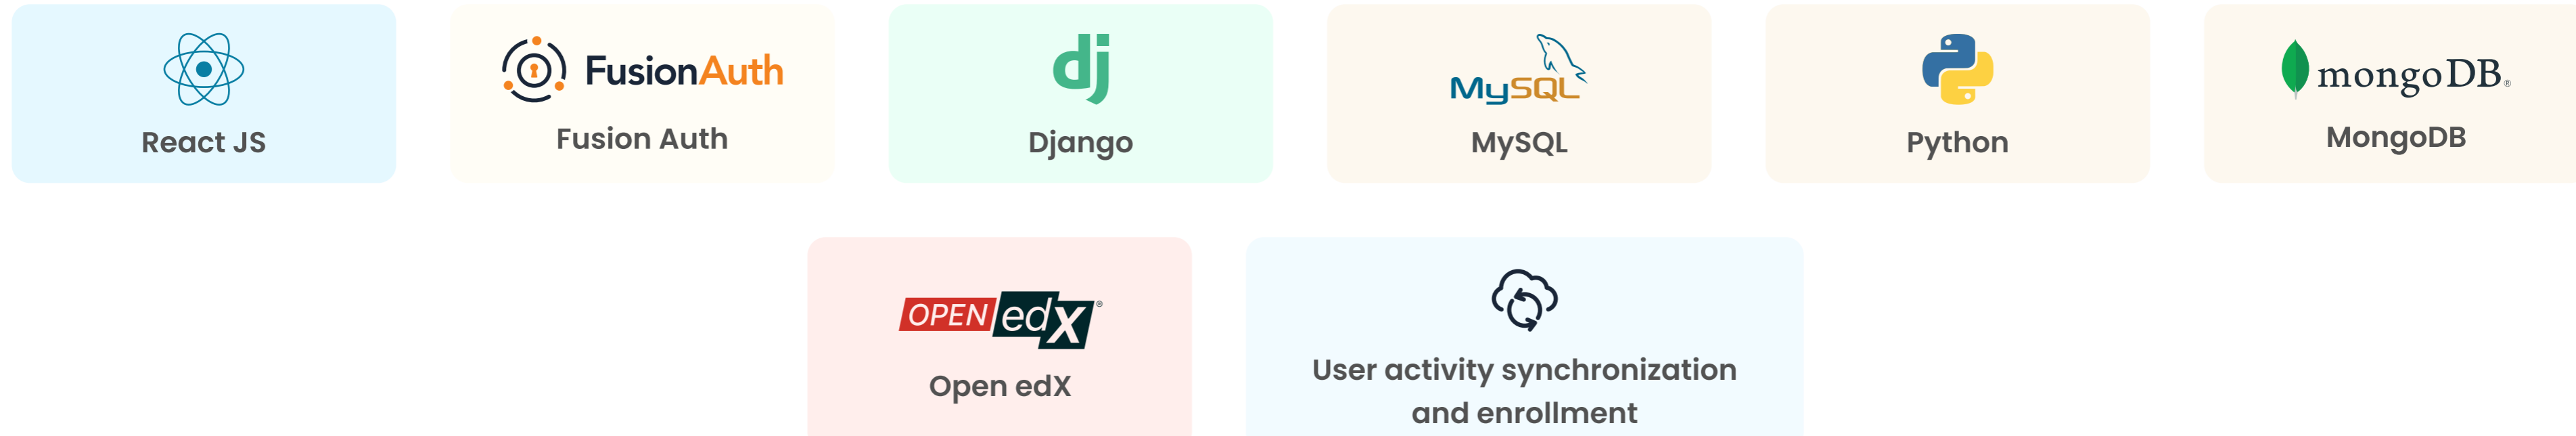 FusionAuth
MySQL
mongoDB®
React JS
Fusion Auth
Django
MySQL
Python
MongoDB
dj
OPEN edX®
Open edX
User activity synchronization
and enrollment